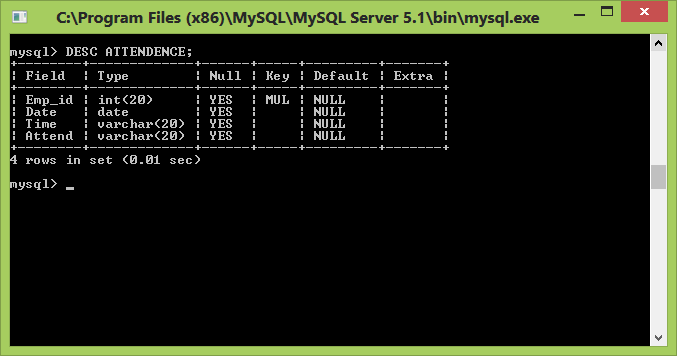 C:\Program Files (x86)\MySQL\MySQL Server 5.1\bin\mysql.exe
mysql> DESC ATTENDENCE;
+--------+-------------+------+-----+---------+-------+
| Field  | Type        | Null | Key | Default | Extra |
+--------+-------------+------+-----+---------+-------+
| Emp_id | int(20)     | YES  | MUL | NULL    |       |
| Date   | date        | YES  |     | NULL    |       |
| Time   | varchar(20) | YES  |     | NULL    |       |
| Attend | varchar(20) | YES  |     | NULL    |       |
+--------+-------------+------+-----+---------+-------+
4 rows in set (0.01 sec)
mysql> _